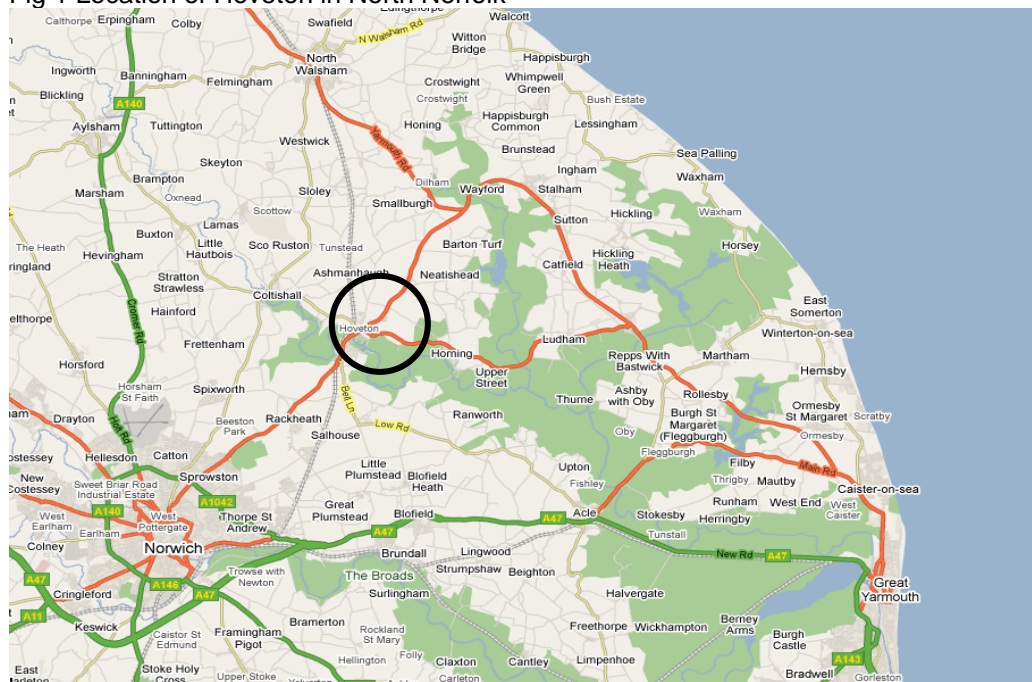 Fig 1 Location of Hoveton in North Norfolk
Calthorpe
Erpingham
Colby
Swafield
Edingthorpe
Walcott
N Walsham Rd
Witton
Bridge
North
Walsham
Happisburgh
Ingworth
Banningham
Felmingham
Crostwight
Whimpwell
Green
Blickling
A140
Crostwight
Bush Estate
Aylsham
Tuttington
Honing
Happisburgh
Common
Lessingham
Westwick
Yarmouth Rd
Brunstead
Sea Palling
Skeyton
Ingham
Waxham
Brampton
Dilham
Marsham
Oxnead
Sloley
Wayford
Stalham
Scottow
Smallburgh
Hickling
Waxham
Lamas
Sutton
Buxton
Little
Hautbois
Sco Ruston
Tunstead
Barton Turf
Horsey
The Heath
Hevingham
Hickling
Heath
ringland
Stratton
Strawless
Ashmanhaugh
Neatishead
Catfield
Coltishall
East
Somerton
Hainford
Cromer Rd
elthorpe
Hoveton
Winterton-on-sea
Frettenham
Ludham
Horning
Repps With
Bastwick
Martham
Horsford
Upper
Street
Hemsby
Horsham
St Faith
Spixworth
Belt Ln
Thurne
Ashby
with Oby
Rollesby
Ormesby
St Margaret
Scratby
Drayton
Holt Rd
Beeston
Park
Rackheath
Ranworth
Burgh St
Margaret
(Fleggburgh)
Low Rd
Oby
Ormesby
Salhouse
Fleggburgh
Hellesdon
Catton
Filby
Main Rd
ostessey
New
Costessey
Sweet Briar Road
Industrial Estate
Sprowston
Little
Plumstead
Blofield
Heath
Upton
Thrigby
Mautby
Caister-on-sea
Fishley
A1042
Great
Plumstead
Runham
West End
West
Caister
A140
West
Earlham
West
Pottergate
Thorpe St
Andrew
Blofield
A47
Acle
Stokesby
Herringby
Earlham
A47
Tunstall
Colney
Norwich
New Rd
A47
Brundall
Lingwood
A47
A146
Trowse with
Newton
The Broads
Strumpshaw
Beighton
Great
Yarmouth
Cringleford
A47
Surlingham
Halvergate
A11
Bramerton
Berney
Arms
Keswick
Caistor St
Edmund
Framingham
Pigot
Rockland
St Mary
Freethorpe
Wickhampton
Burgh
Castle
Hellington
Folly
Claxton
Cantley
Limpenhoe
A143
East
Carleton
Stoke Holy
Cross
Upper Stoke
Carleton
Bradwell
Gorleston